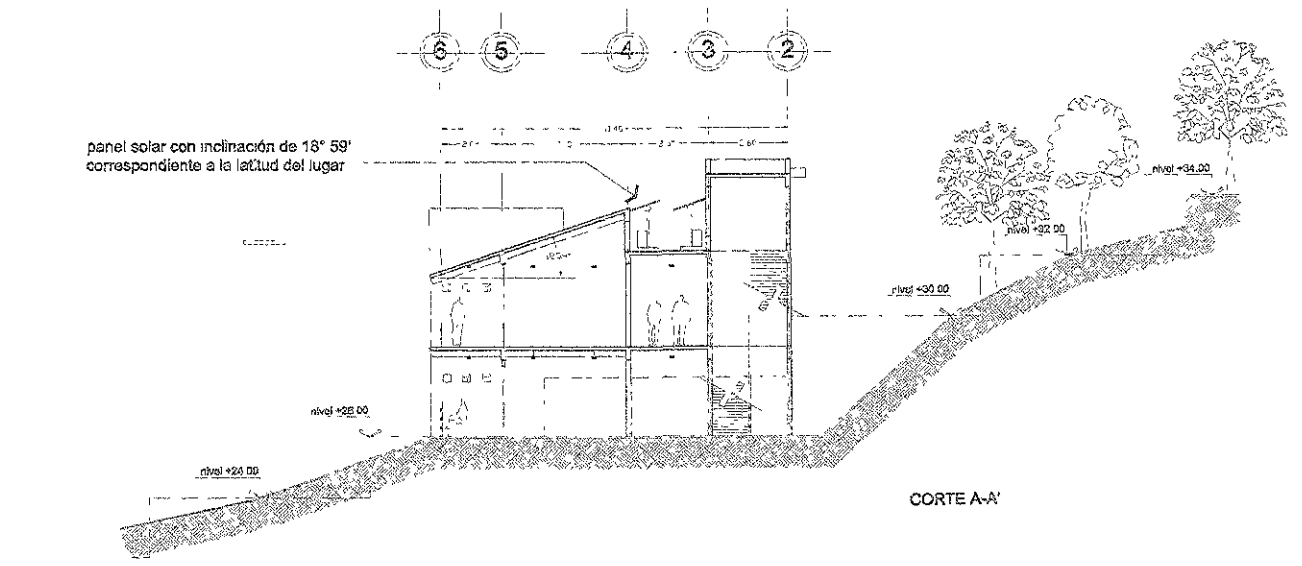 6 5 4 3 2
panel solar con inclinación de 18° 59'
correspondiente a la latitud del lugar
nivel +34.00
nivel +32.00
nivel +30.00
nivel +26.00
nivel +24.00
CORTE A-A'